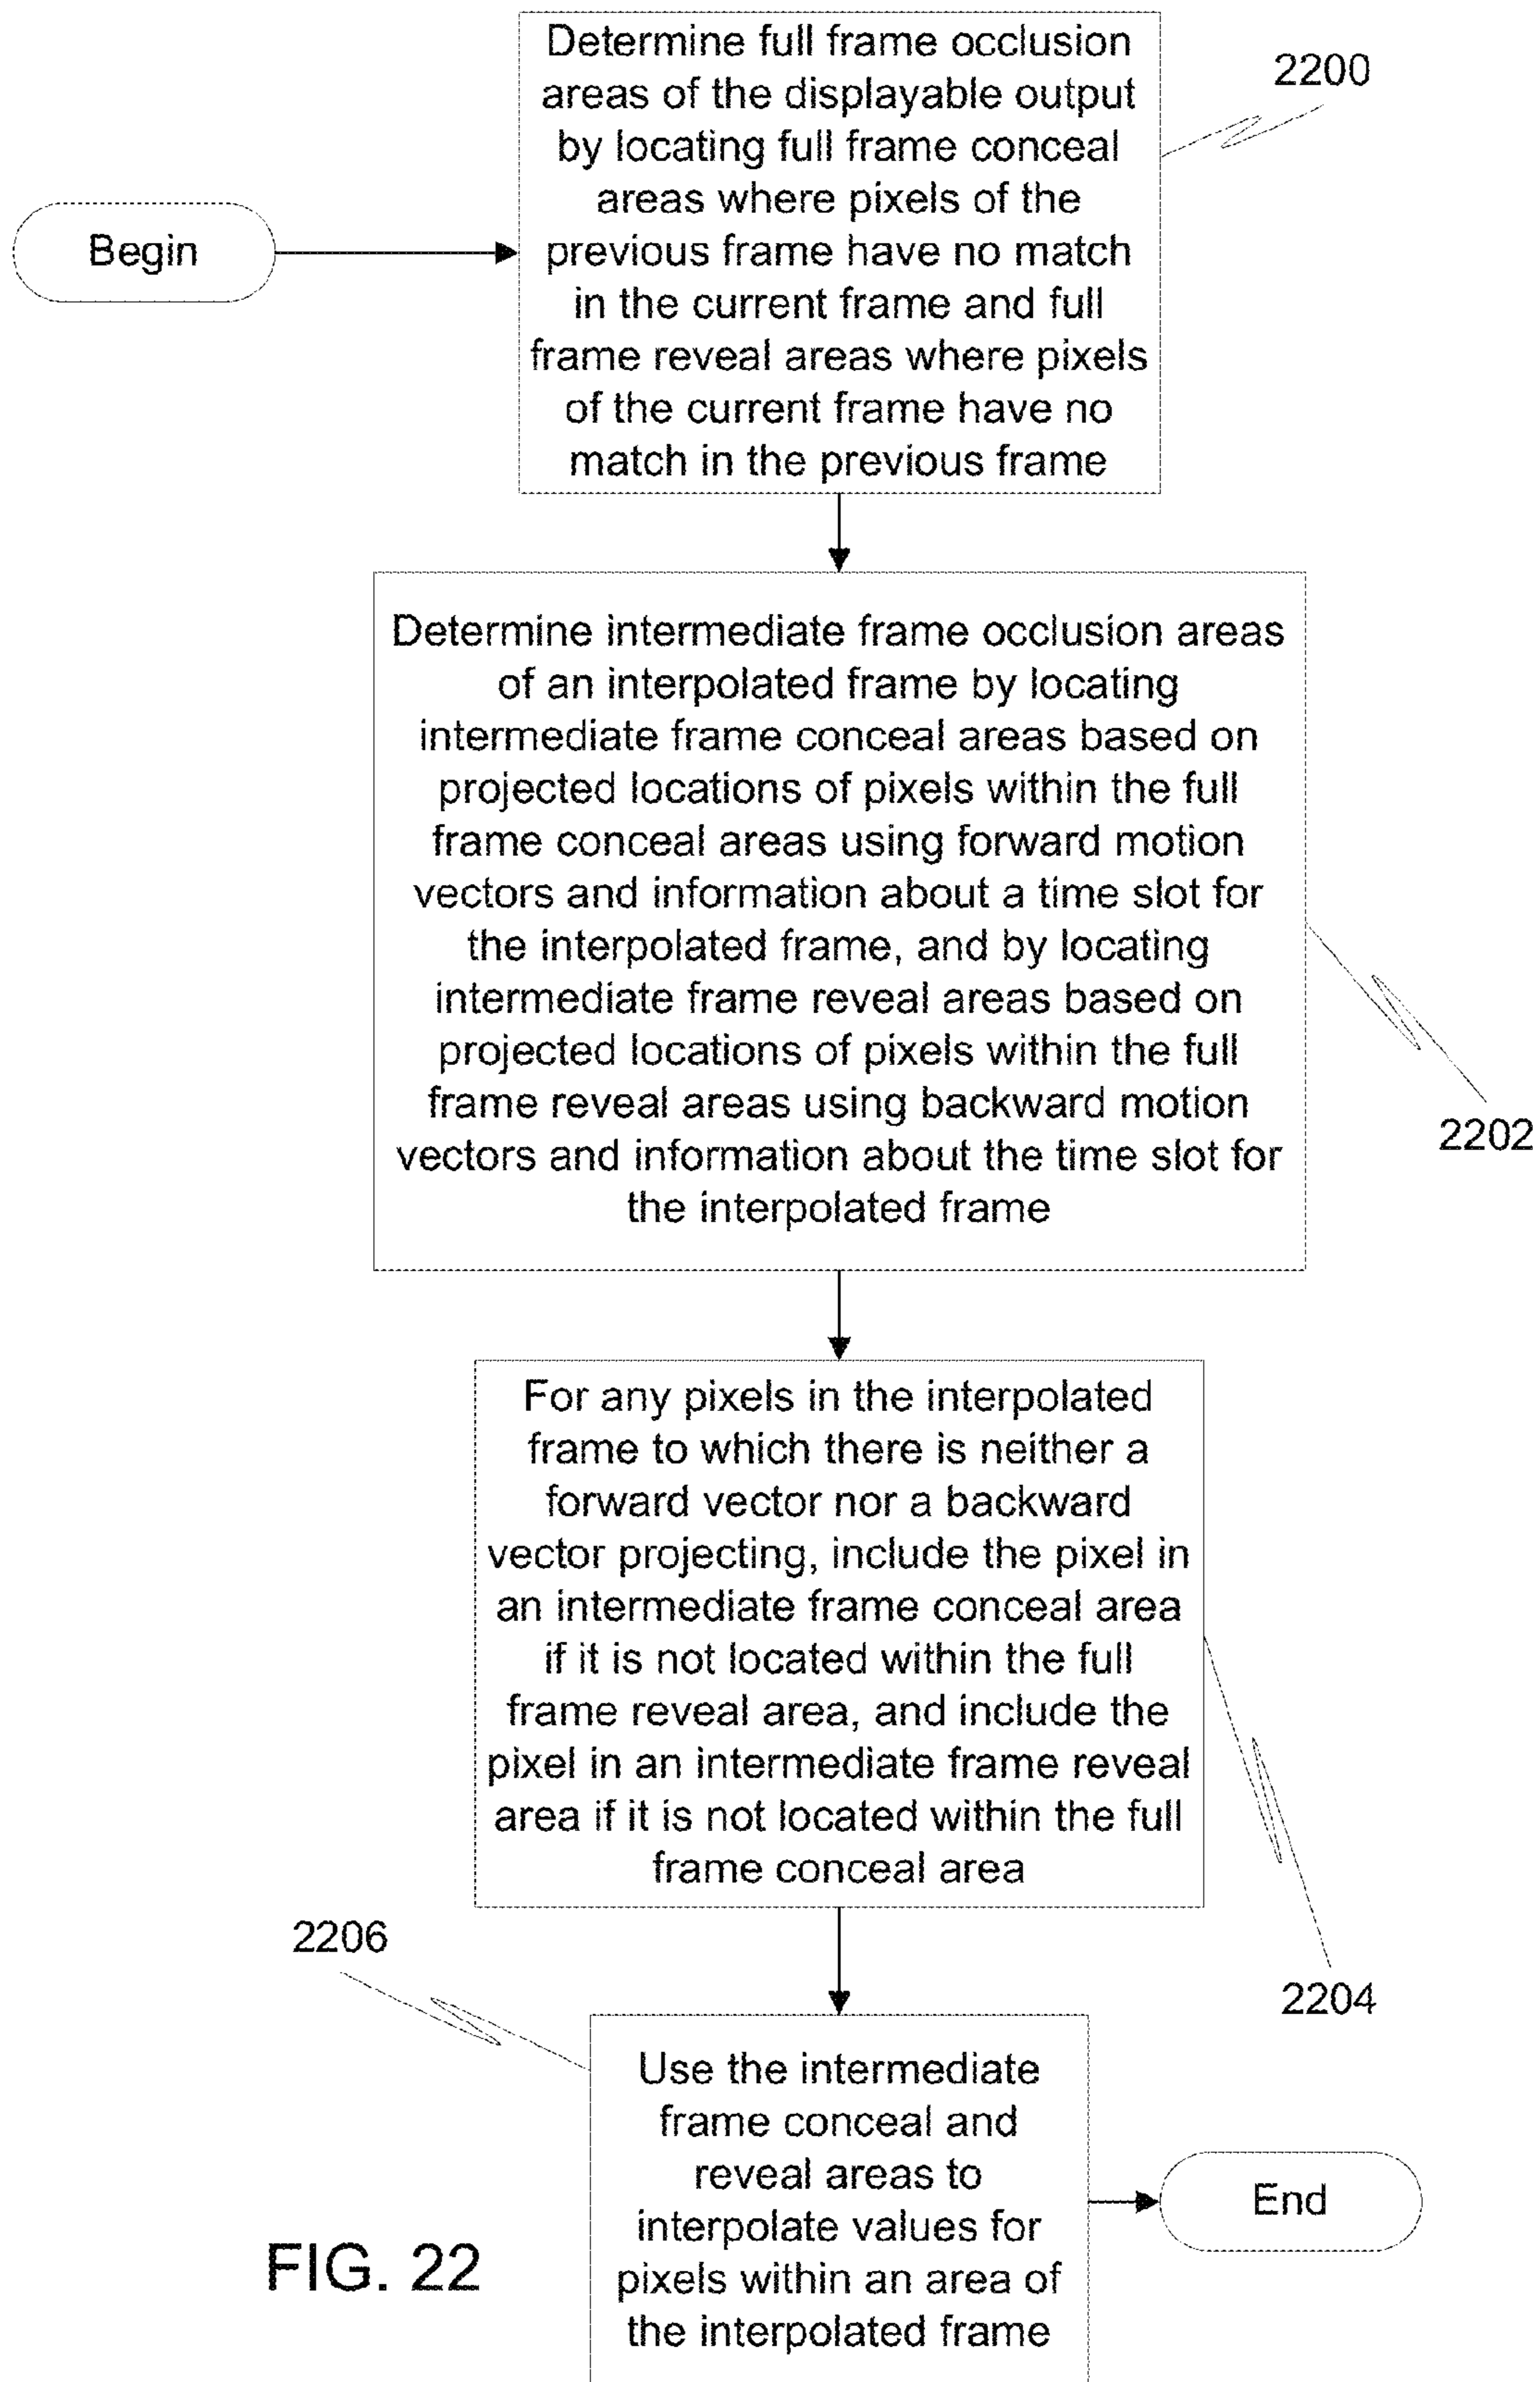 Begin
Determine full frame occlusion
areas of the displayable output
by locating full frame conceal
areas where pixels of the
previous frame have no match
in the current frame and full
frame reveal areas where pixels
of the current frame have no
match in the previous frame
2200
Determine intermediate frame occlusion areas
of an interpolated frame by locating
intermediate frame conceal areas based on
projected locations of pixels within the full
frame conceal areas using forward motion
vectors and information about a time slot for
the interpolated frame, and by locating
intermediate frame reveal areas based on
projected locations of pixels within the full
frame reveal areas using backward motion
vectors and information about the time slot for
the interpolated frame
2202
For any pixels in the interpolated
frame to which there is neither a
forward vector nor a backward
vector projecting, include the pixel in
an intermediate frame conceal area
if it is not located within the full
frame reveal area, and include the
pixel in an intermediate frame reveal
area if it is not located within the full
frame conceal area
2204
2206
Use the intermediate
frame conceal and
reveal areas to
interpolate values for
pixels within an area of
the interpolated frame
End
FIG. 22